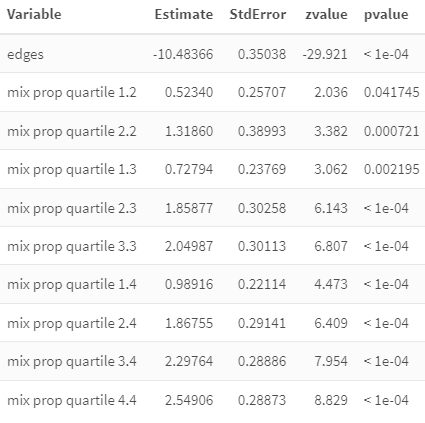 Variable Estimate StdError zvalue pvalue
edges -10.48366 0.35038 -29.921 < 1e-04
mix prop quartile 1.2 0.52340 0.25707 2.036 0.041745
mix prop quartile 2.2 1.31860 0.38993 3.382 0.000721
mix prop quartile 1.3 0.72794 0.23769 3.062 0.002195
mix prop quartile 2.3 1.85877 0.30258 6.143 < 1e-04
mix prop quartile 3.3 2.04987 0.30113 6.807 < 1e-04
mix prop quartile 1.4 0.98916 0.22114 4.473 < 1e-04
mix prop quartile 2.4 1.86755 0.29141 6.409 < 1e-04
mix prop quartile 3.4 2.29764 0.28886 7.954 < 1e-04
mix prop quartile 4.4 2.54906 0.28873 8.829 < 1e-04